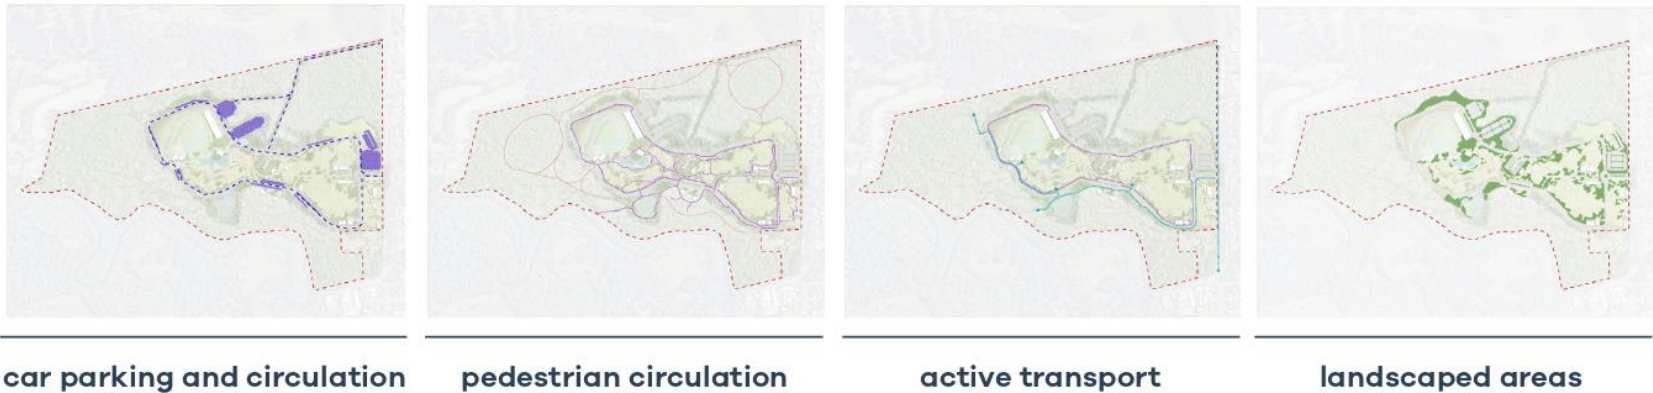 car parking and circulation
pedestrian circulation
active transport
landscaped areas